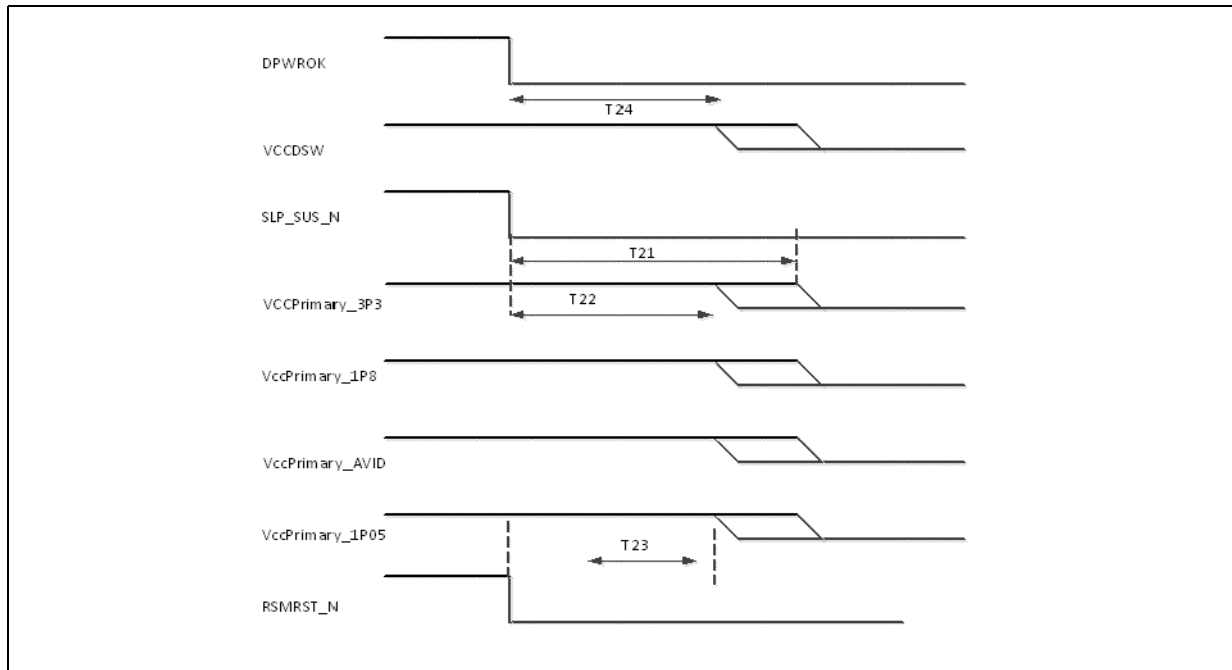 DPWROK
T24
VCCDSW
SLP_SUS_N
T21
VCCPrimary_3P3
T22
VccPrimary_1P8
VccPrimary_AVID
VccPrimary_1P05
T23
RSMRST_N